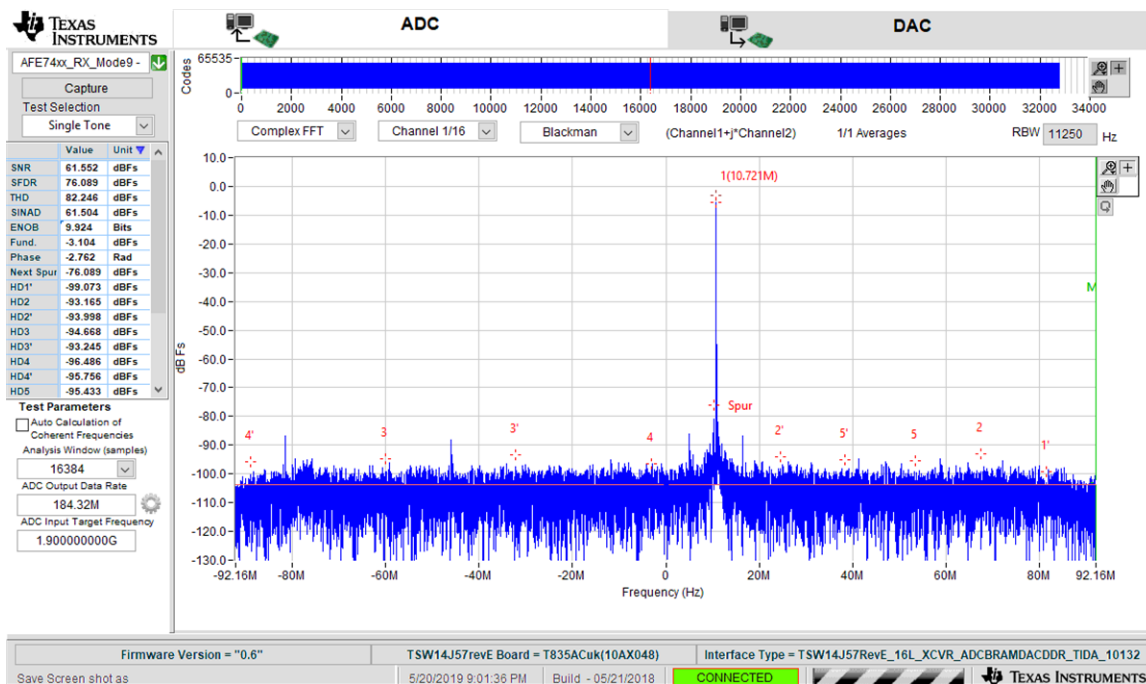 TEXAS INSTRUMENTS
ADC
DAC
AFE74xx_RX_Mode9 -
Capture
Test Selection
Single Tone
Value Unit
SNR 61.552 dBFs
SFDR 76.089 dBFs
THD 82.246 dBFs
SINAD 61.504 dBFs
ENOB 9.924 Bits
Fund. -3.104 dBFs
Phase -2.762 Rad
Next Spur -76.089 dBFs
HD1' -99.073 dBFs
HD2 -93.165 dBFs
HD2' -93.998 dBFs
HD3 -94.668 dBFs
HD3' -93.245 dBFs
HD4 -96.486 dBFs
HD4' -95.756 dBFs
HD5 -95.433 dBFs
Test Parameters
Auto Calculation of
Coherent Frequencies
Analysis Window (samples)
16384
ADC Output Data Rate
184.32M
ADC Input Target Frequency
1.900000000G
Codes
65535-
0-
0 2000 4000 6000 8000 10000 12000 14000 16400 18000 20000 22000 24000 26000 28000 30000 32000 34000
Complex FFT Channel 1/16 Blackman (Channel1+j*Channel2) 1/1 Averages RBW 11250 Hz
dB Fs
10.0-
0.0-
-10.0-
-20.0-
-30.0-
-40.0-
-50.0-
-60.0-
-70.0-
-80.0-
-90.0-
-100.0-
-110.0-
-120.0-
-130.0-
1(10.721M)
M
Spur
4' 3 3' 4 2' 5' 5 2 1'
-92.16M -80M -60M -40M -20M 0 20M 40M 60M 80M 92.16M
Frequency (Hz)
Firmware Version = "0.6" TSW14J57revE Board = T835ACuk(10AX048) Interface Type = TSW14J57RevE_16L_XCVR_ADCBRAMDACDDR_TIDA_10132
Save Screen shot as 5/20/2019 9:01:36 PM Build - 05/21/2018 CONNECTED TEXAS INSTRUMENTS